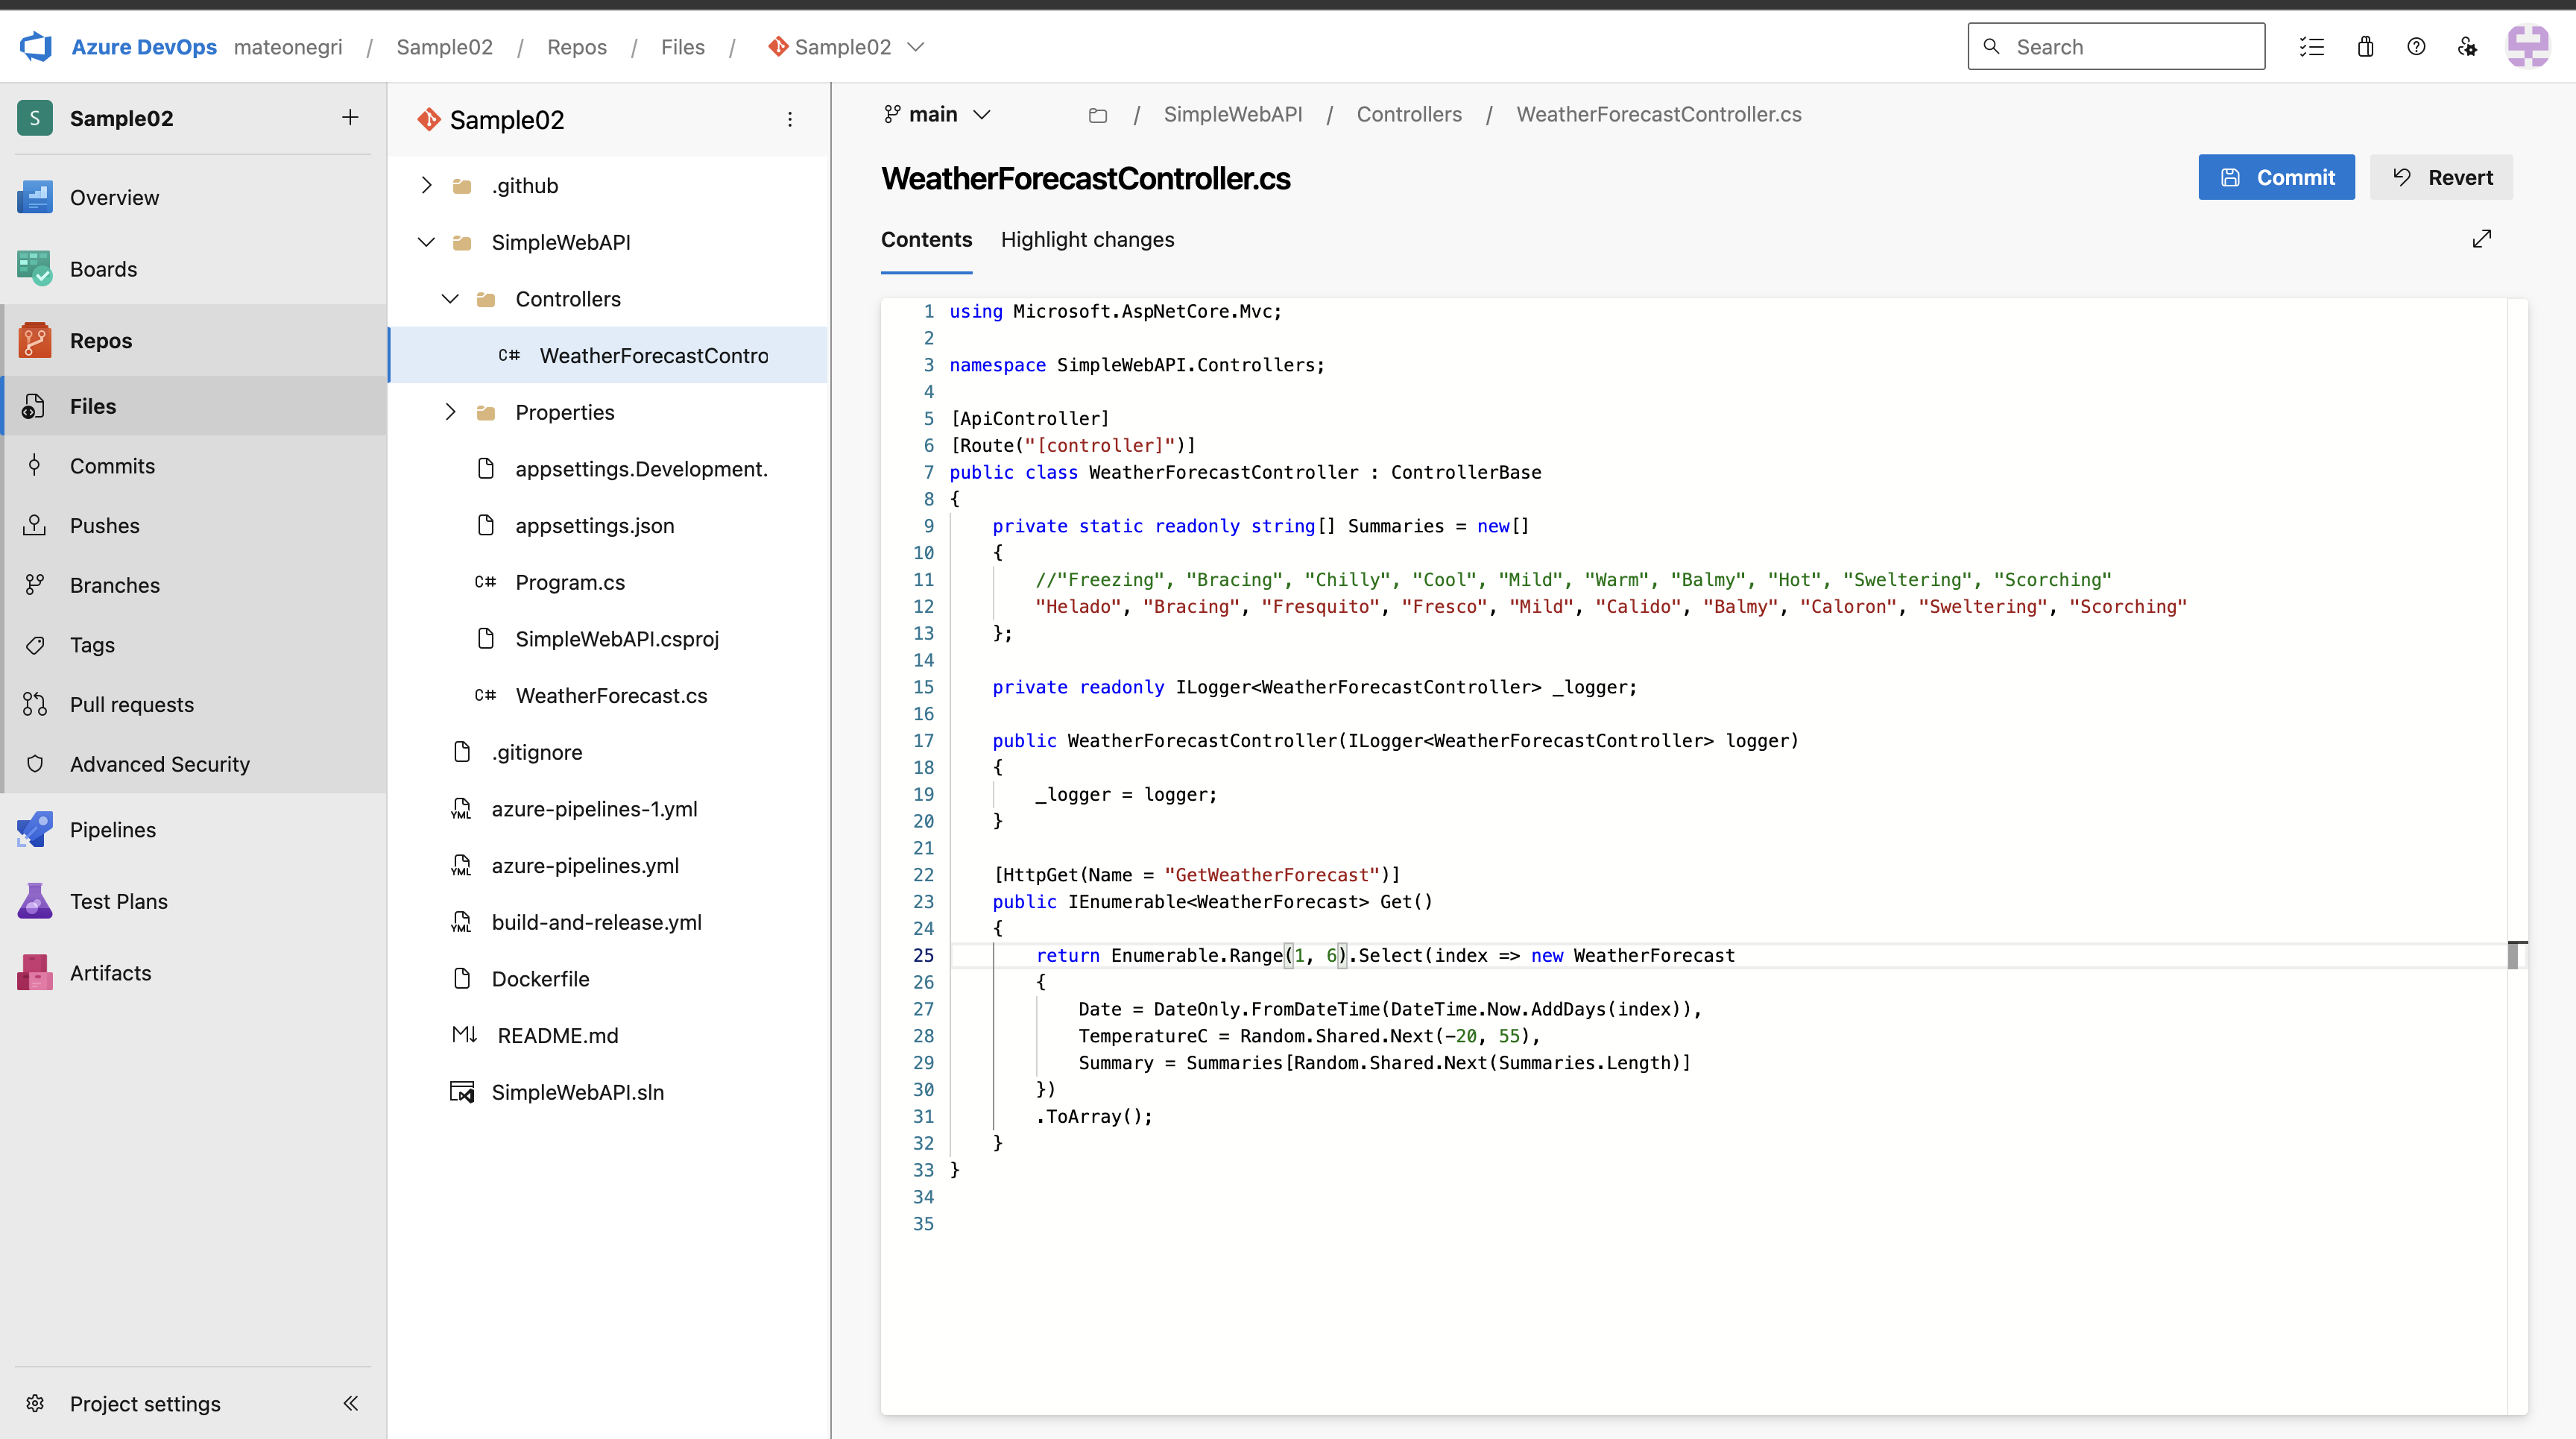 Azure DevOps mateonegri / Sample02 / Repos / Files / Sample02
Search
S Sample02
Overview
Boards
Repos
Files
Commits
Pushes
Branches
Tags
Pull requests
Advanced Security
Pipelines
Test Plans
Artifacts
Project settings
Sample02
.github
SimpleWebAPI
Controllers
C# WeatherForecastContro
Properties
appsettings.Development.
appsettings.json
C# Program.cs
SimpleWebAPI.csproj
C# WeatherForecast.cs
.gitignore
YML azure-pipelines-1.yml
YML azure-pipelines.yml
YML build-and-release.yml
Dockerfile
M↓ README.md
SimpleWebAPI.sln
main / SimpleWebAPI / Controllers / WeatherForecastController.cs
WeatherForecastController.cs
Commit
Revert
Contents Highlight changes
1 using Microsoft.AspNetCore.Mvc;
2
3 namespace SimpleWebAPI.Controllers;
4
5 [ApiController]
6 [Route("[controller]")]
7 public class WeatherForecastController : ControllerBase
8 {
9 private static readonly string[] Summaries = new[]
10 {
11 //"Freezing", "Bracing", "Chilly", "Cool", "Mild", "Warm", "Balmy", "Hot", "Sweltering", "Scorching"
12 "Helado", "Bracing", "Fresquito", "Fresco", "Mild", "Calido", "Balmy", "Caloron", "Sweltering", "Scorching"
13 };
14
15 private readonly ILogger<WeatherForecastController> _logger;
16
17 public WeatherForecastController(ILogger<WeatherForecastController> logger)
18 {
19 _logger = logger;
20 }
21
22 [HttpGet(Name = "GetWeatherForecast")]
23 public IEnumerable<WeatherForecast> Get()
24 {
25 return Enumerable.Range(1, 6).Select(index => new WeatherForecast
26 {
27 Date = DateOnly.FromDateTime(DateTime.Now.AddDays(index)),
28 TemperatureC = Random.Shared.Next(-20, 55),
29 Summary = Summaries[Random.Shared.Next(Summaries.Length)]
30 })
31 .ToArray();
32 }
33 }
34
35